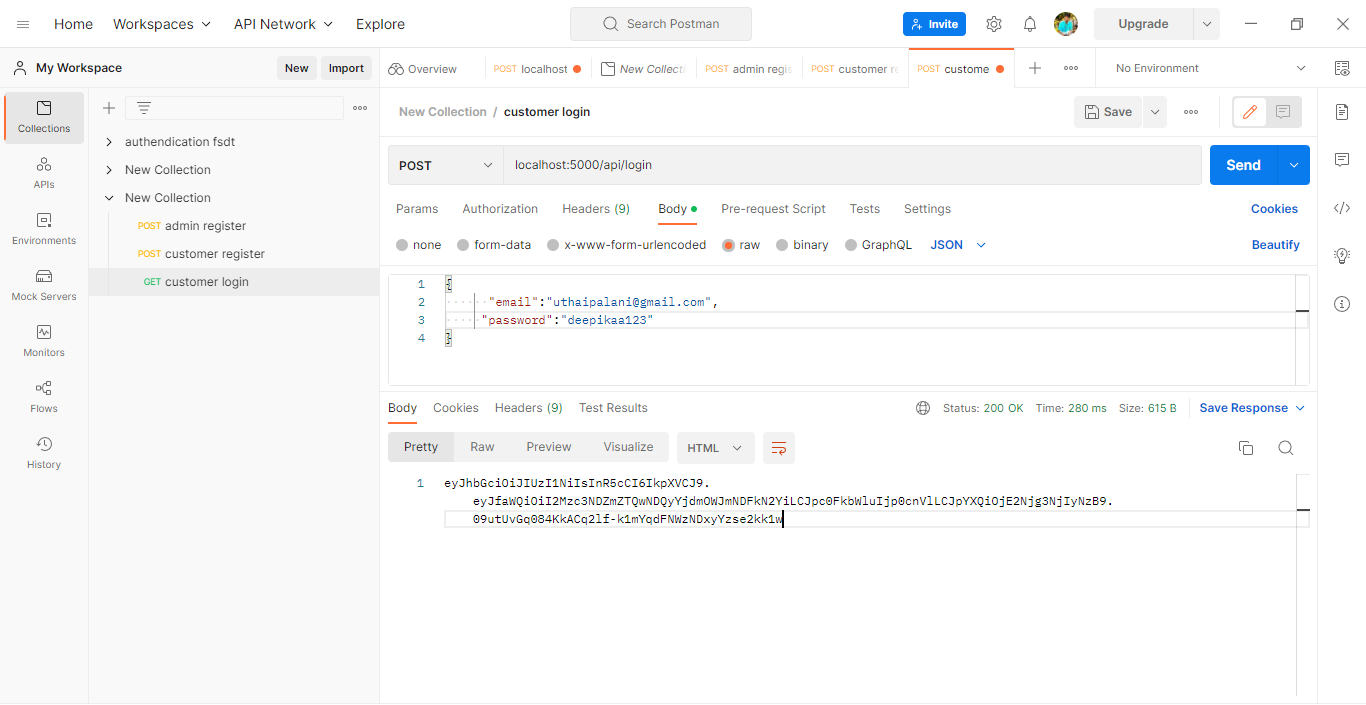 Home Workspaces API Network Explore Search Postman Invite Upgrade
My Workspace New Import Overview POST localhost New Collecti POST admin regis POST customer re POST custome No Environment
Collections
APIs
Environments
Mock Servers
Monitors
Flows
History
authendication fsdt
New Collection
New Collection
POST admin register
POST customer register
GET customer login
New Collection / customer login Save
POST localhost:5000/api/login Send
Params Authorization Headers (9) Body Pre-request Script Tests Settings Cookies
none form-data x-www-form-urlencoded raw binary GraphQL JSON Beautify
1 {
2 "email":"uthaipalani@gmail.com",
3 "password":"deepikaa123"
4 }
Body Cookies Headers (9) Test Results Status: 200 OK Time: 280 ms Size: 615 B Save Response
Pretty Raw Preview Visualize HTML
1 eyJhbGciOiJIUzI1NiIsInR5cCI6IkpXVCJ9.
eyJfaWQiOiI2Mzc3NDZmZTQwNDQyYjdmOWJmNDFkN2YiLCJpc0FkbWluIjp0cnVlLCJpYXQiOjE2Njg3NjIyNzB9.
09utUvGq084KkACq2lf-k1mYqdFNWzNDxyYzse2kk1w